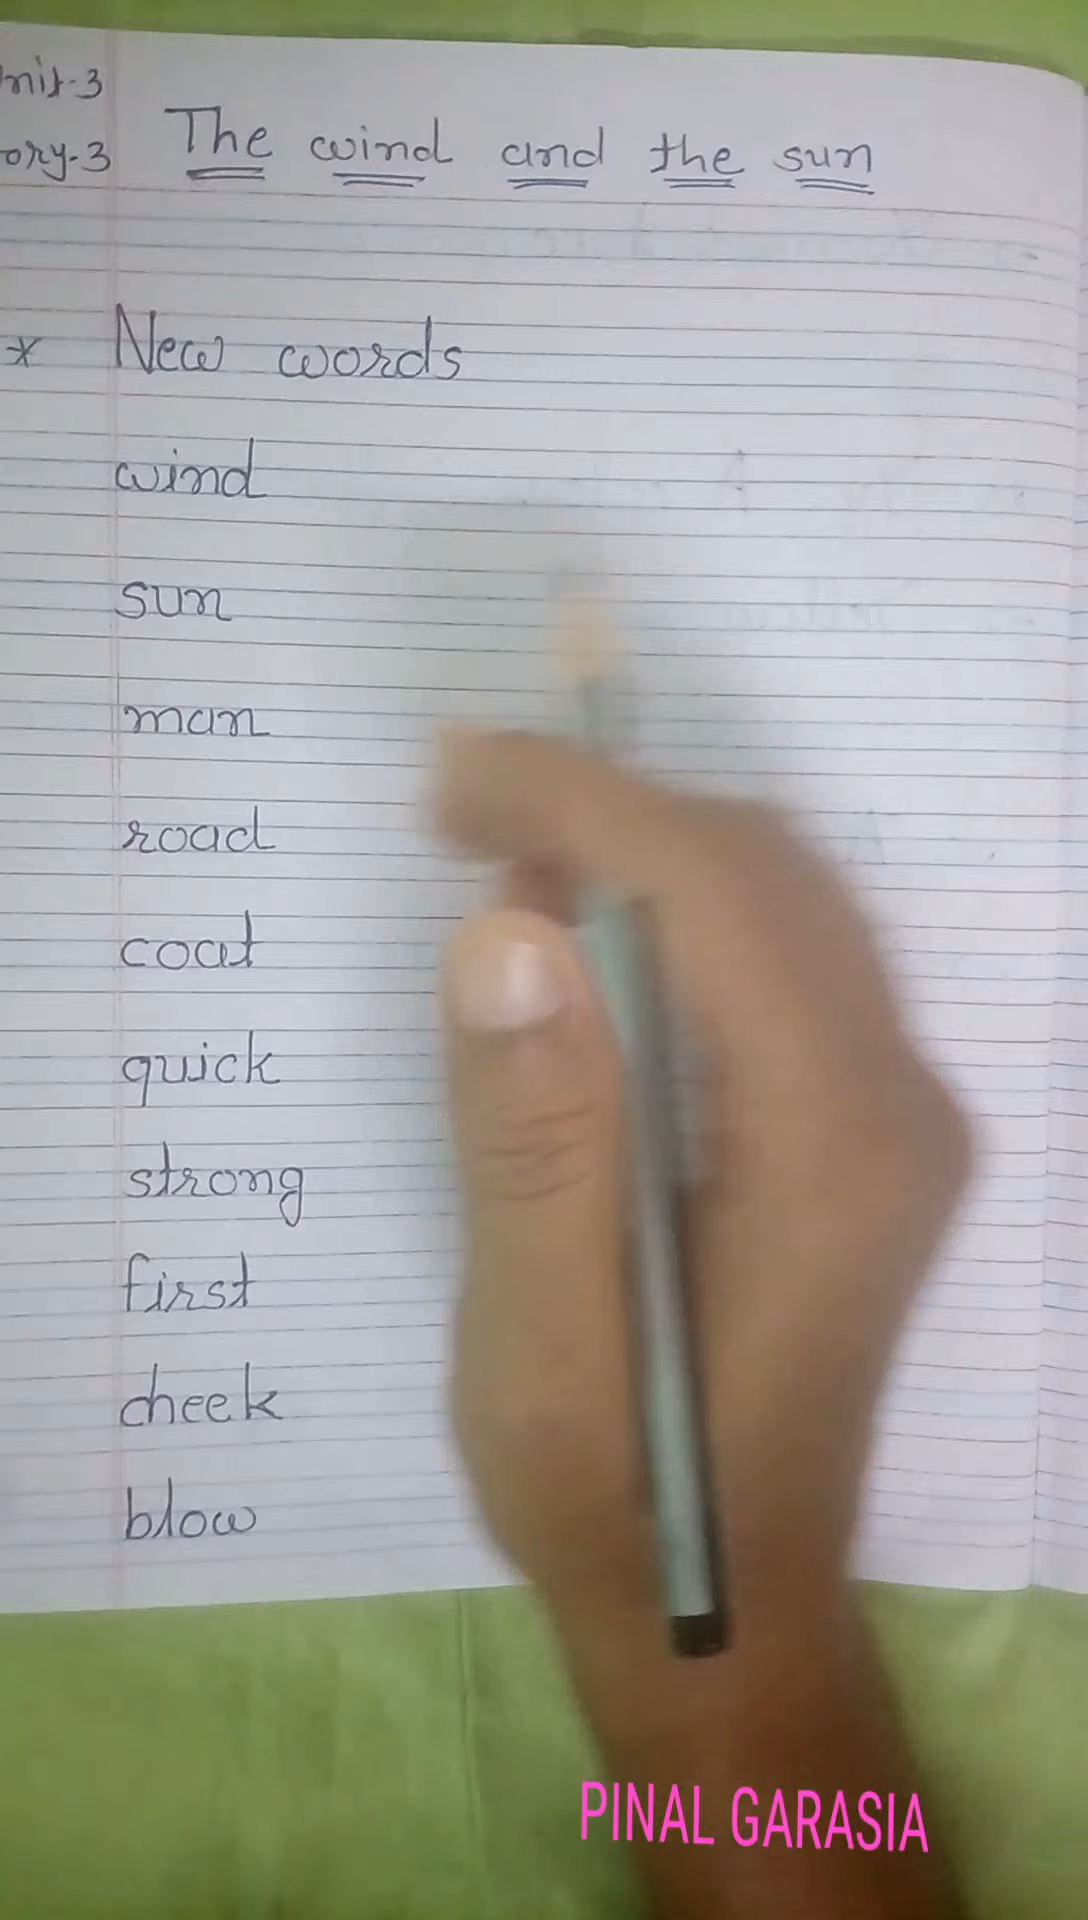 nit-3
ory-3
The wind and the sun
* New words
wind
sun
man
road
coat
quick
strong
first
cheek
blow
PINAL GARASIA